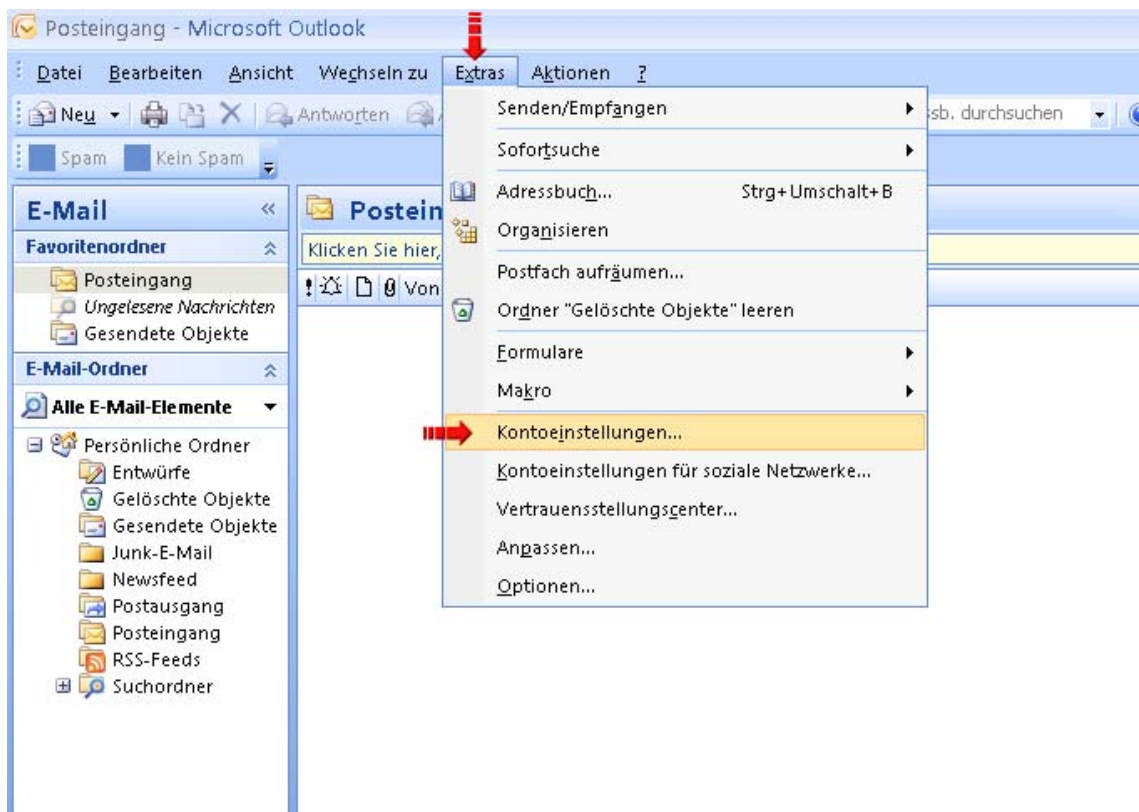 Posteingang - Microsoft Outlook
Datei Bearbeiten Ansicht Wechseln zu Extras Aktionen ?
Neu Antworten durchsuchen
Spam Kein Spam
E-Mail
Favoritenordner
Posteingang
Ungelesene Nachrichten
Gesendete Objekte
E-Mail-Ordner
Alle E-Mail-Elemente
Persönliche Ordner
Entwürfe
Gelöschte Objekte
Gesendete Objekte
Junk-E-Mail
Newsfeed
Postausgang
Posteingang
RSS-Feeds
Suchordner
Postein
Klicken Sie hier,
Von
Senden/Empfangen
Sofortsuche
Adressbuch... Strg+Umschalt+B
Organisieren
Postfach aufräumen...
Ordner "Gelöschte Objekte" leeren
Formulare
Makro
Kontoeinstellungen...
Kontoeinstellungen für soziale Netzwerke...
Vertrauensstellungscenter...
Anpassen...
Optionen...